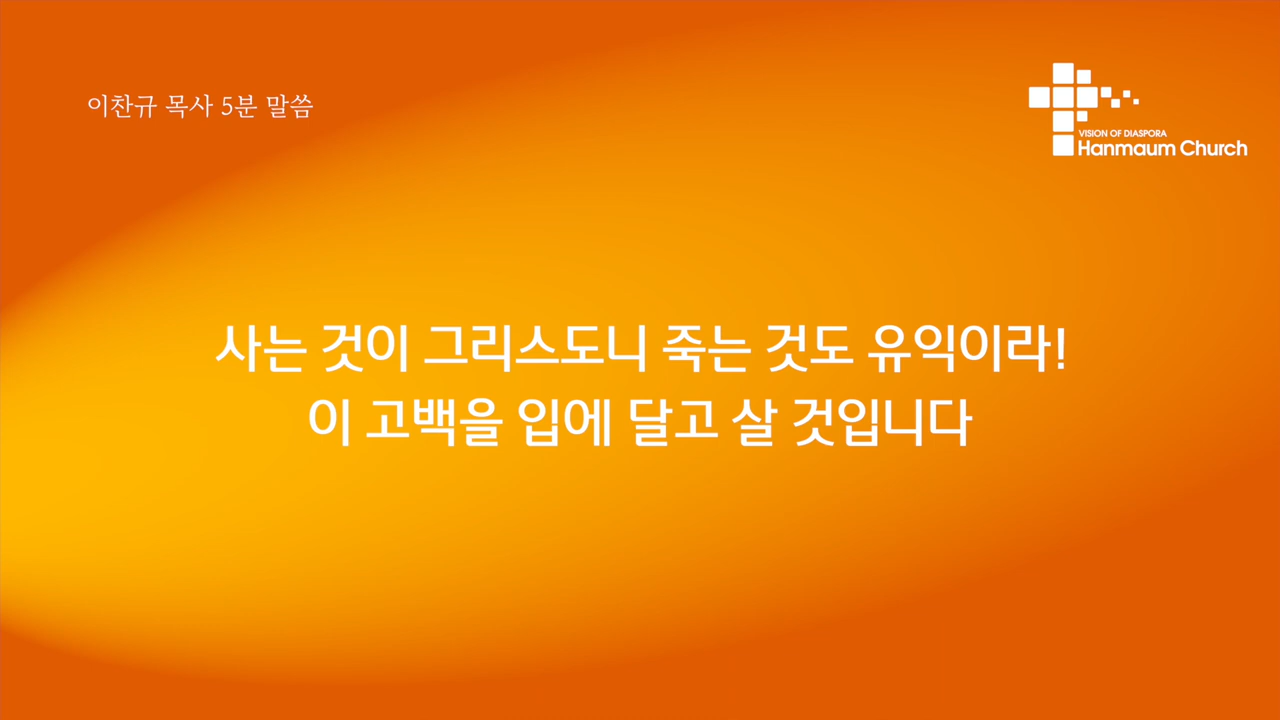 이찬규 목사 5분 말씀
VISION OF DIASPORA
Hanmaum Church
사는 것이 그리스도니 죽는 것도 유익이라!
이 고백을 입에 달고 살 것입니다